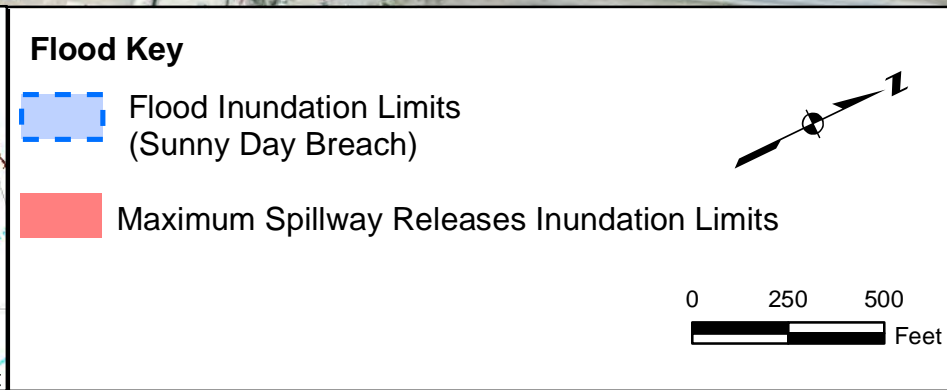 Flood Key
Flood Inundation Limits
(Sunny Day Breach)
N
Maximum Spillway Releases Inundation Limits
0 250 500
Feet